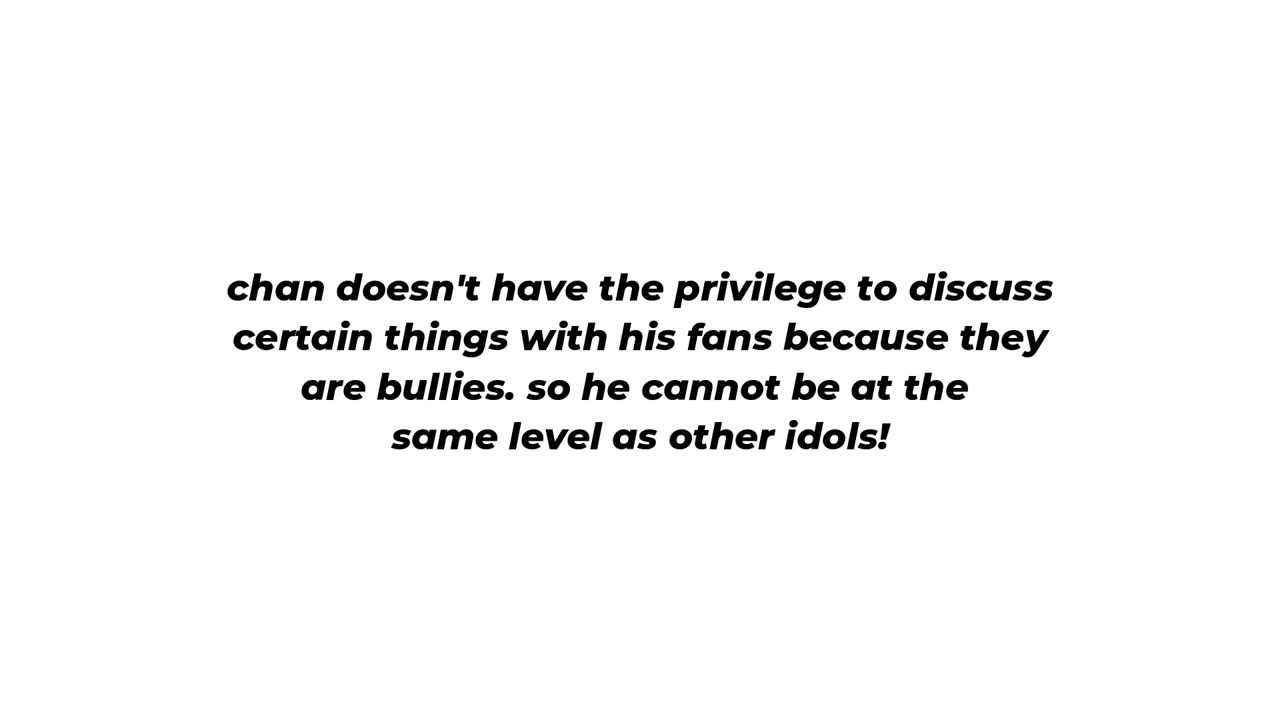 chan doesn't have the privilege to discuss
certain things with his fans because they
are bullies. so he cannot be at the
same level as other idols!